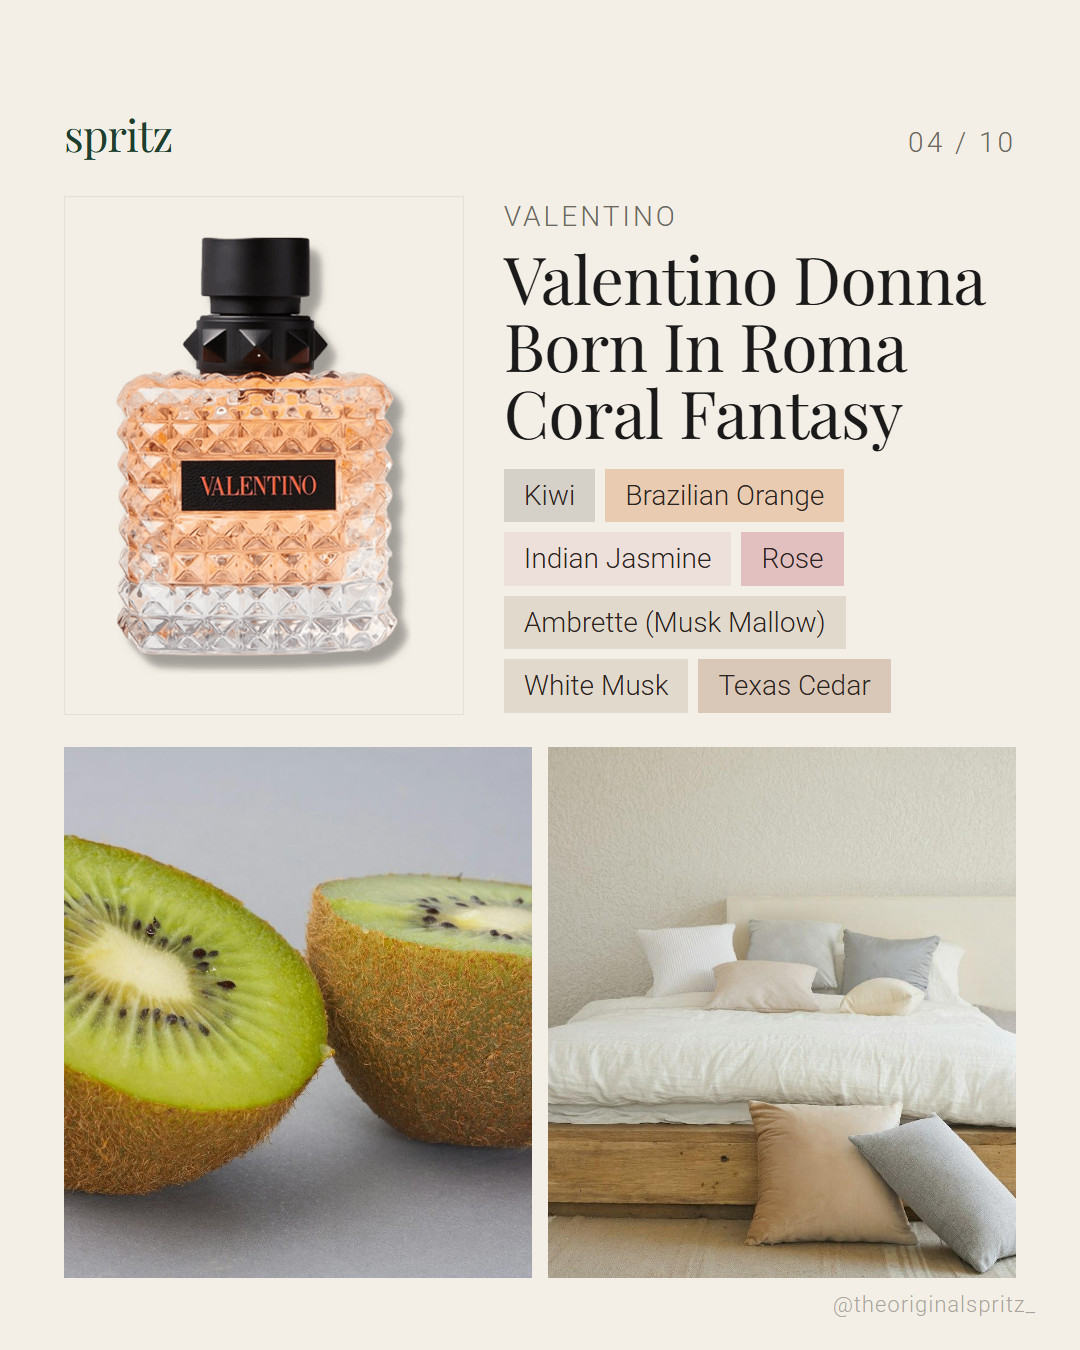 spritz
04 / 10
VALENTINO
Valentino Donna
Born In Roma
Coral Fantasy
VALENTINO
Kiwi
Brazilian Orange
Indian Jasmine
Rose
Ambrette (Musk Mallow)
White Musk
Texas Cedar
@theoriginalspritz_